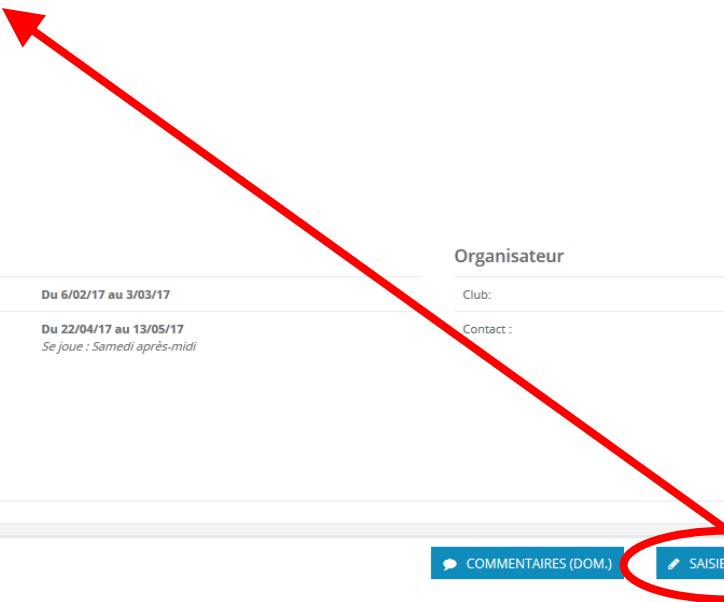 Organisateur
Du 6/02/17 au 3/03/17
Club:
Du 22/04/17 au 13/05/17
Contact :
Se joue : Samedi après-midi
COMMENTAIRES (DOM.)
SAISIE